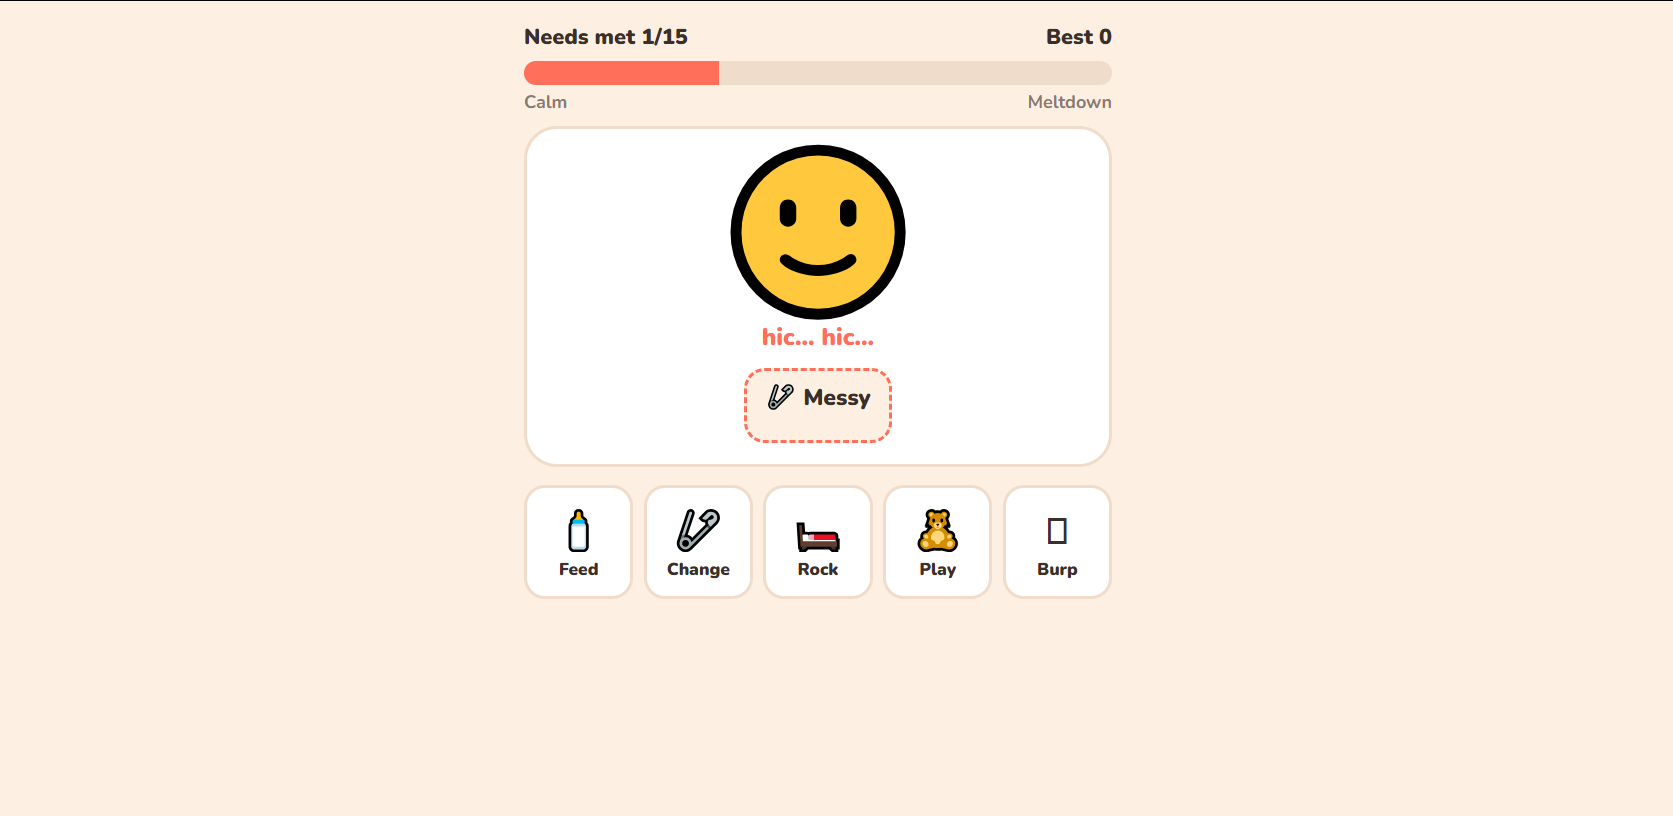 Needs met 1/15 Best 0
Calm Meltdown
hic... hic...
Messy
Feed Change Rock Play Burp